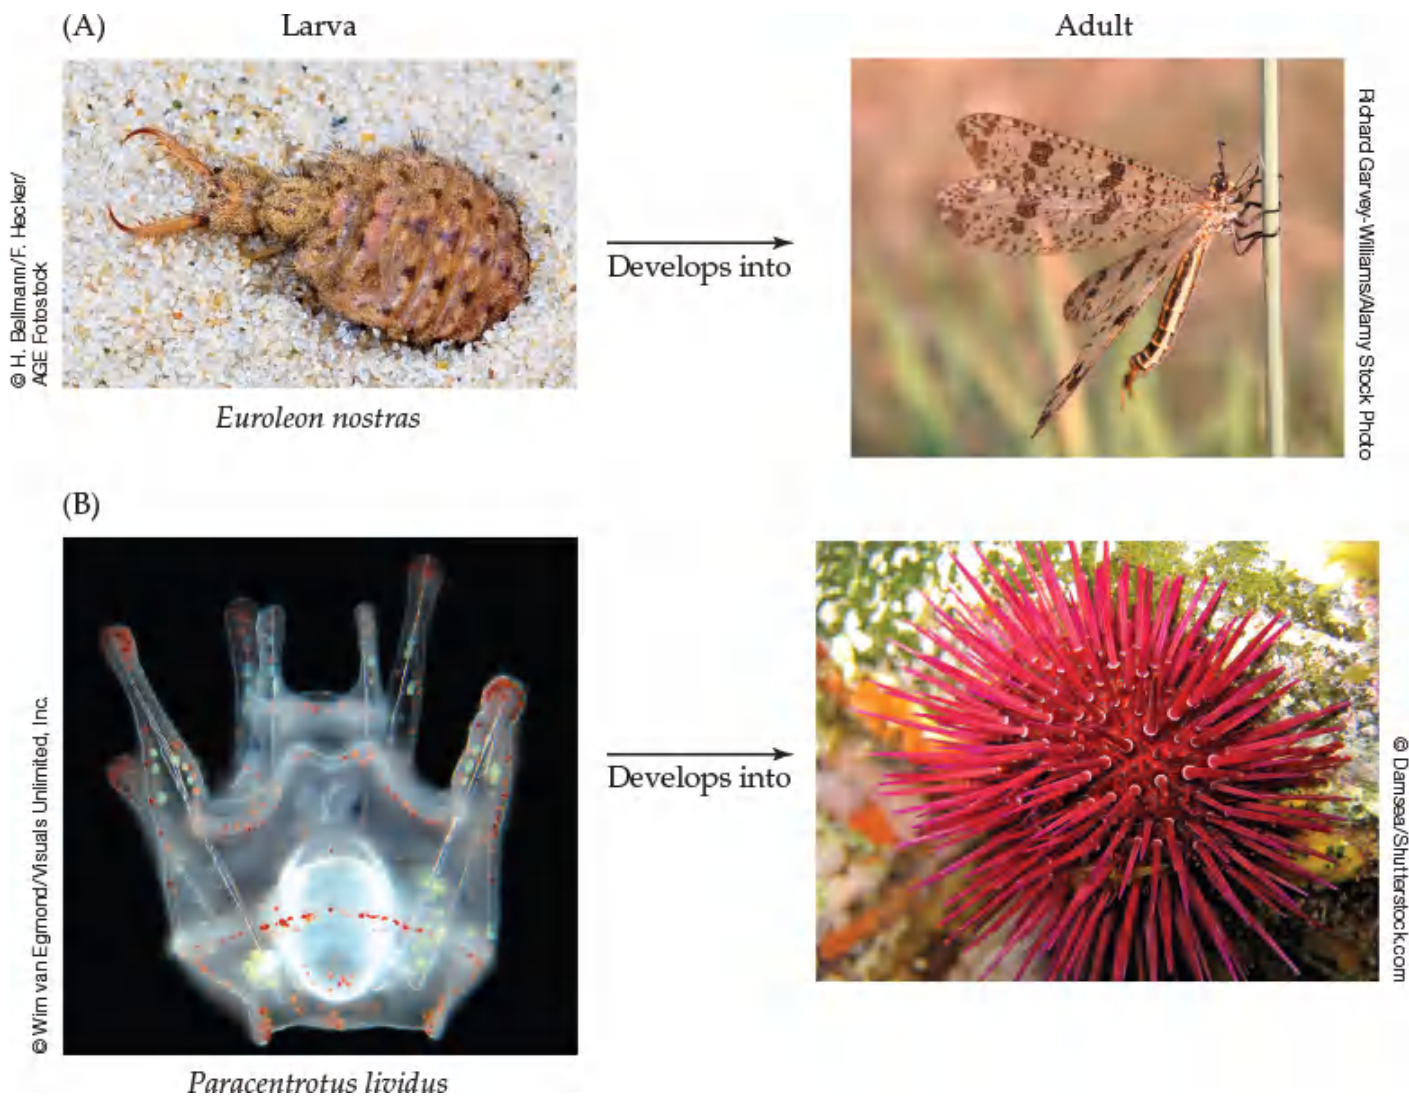 (A)
Larva
Adult
© H. Bellmann/F. Hecker/
AGE Fotostock
Develops into
Richard Garvey-Williams/Alamy Stock Photo
Euroleon nostras
(B)
© Wim van Egmond/Visuals Unlimited, Inc.
Develops into
© Damsea/Shutterstock.com
Paracentrotus lividus